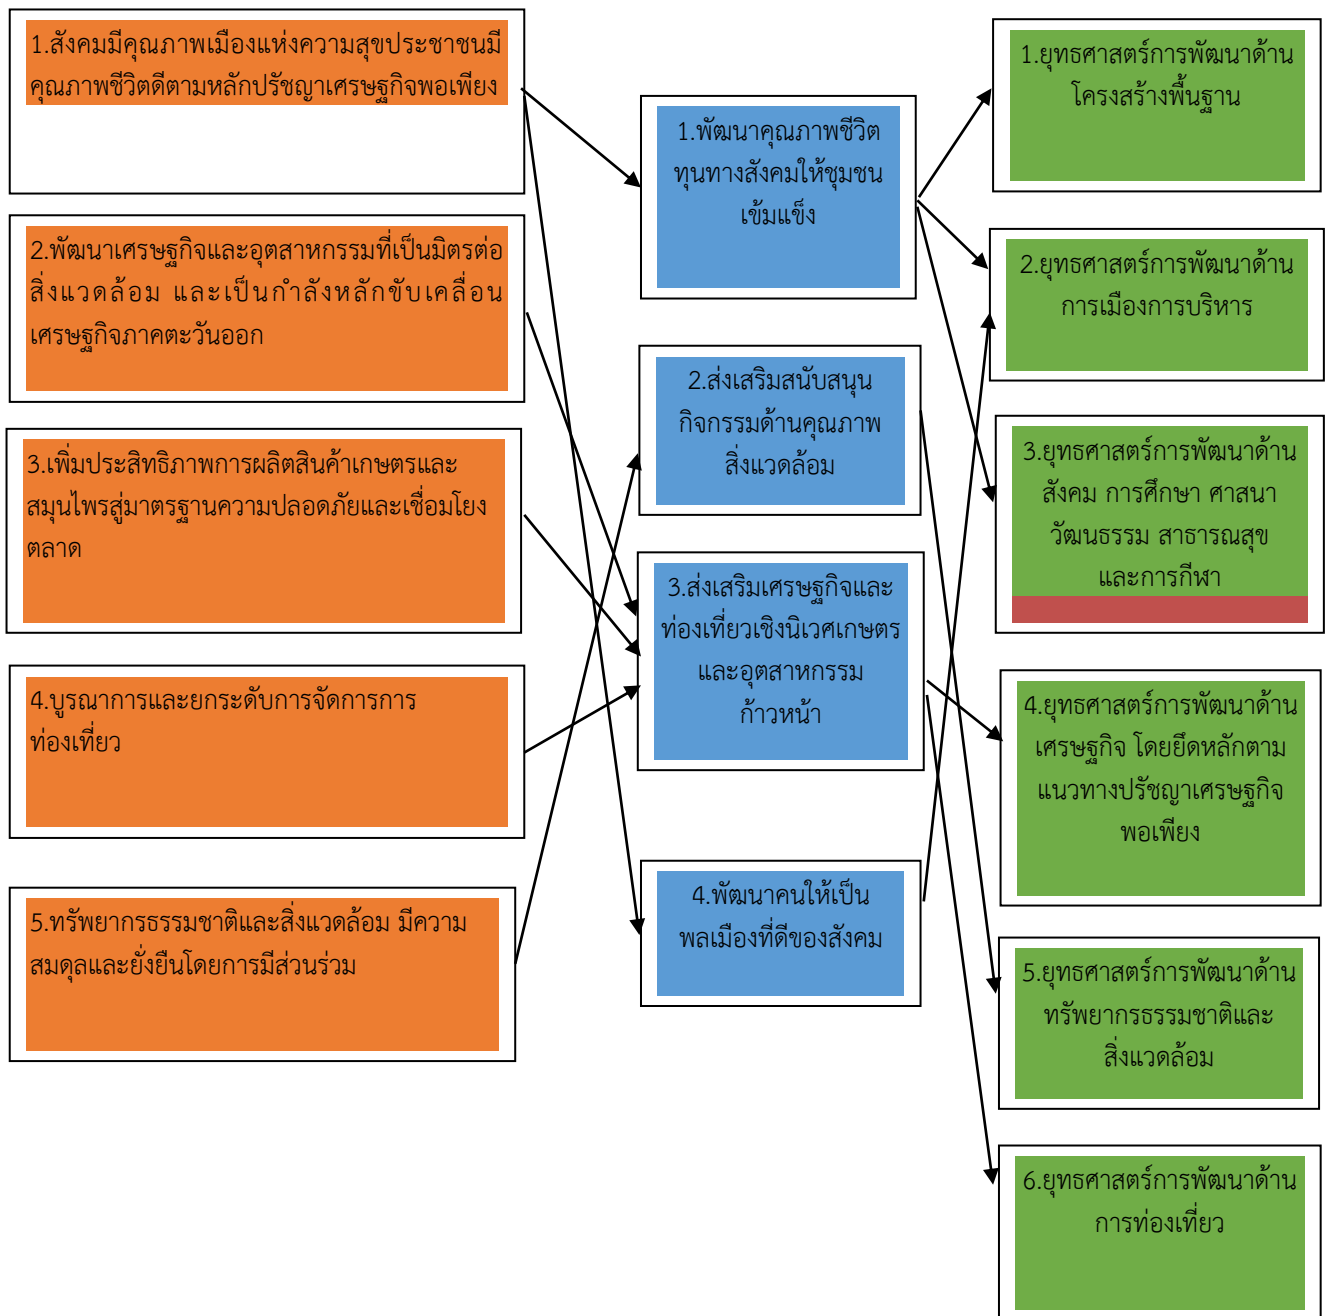 1.สังคมมีคุณภาพเมืองแห่งความสุขประชาชนมี
คุณภาพชีวิตดีตามหลักปรัชญาเศรษฐกิจพอเพียง
2.พัฒนาเศรษฐกิจและอุตสาหกรรมที่เป็นมิตรต่อ
สิ่งแวดล้อม และเป็นกำลังหลักขับเคลื่อน
เศรษฐกิจภาคตะวันออก
3.เพิ่มประสิทธิภาพการผลิตสินค้าเกษตรและ
สมุนไพรสู่มาตรฐานความปลอดภัยและเชื่อมโยง
ตลาด
4.บูรณาการและยกระดับการจัดการการ
ท่องเที่ยว
5.ทรัพยากรธรรมชาติและสิ่งแวดล้อม มีความ
สมดุลและยั่งยืนโดยการมีส่วนร่วม
1.พัฒนาคุณภาพชีวิต
ทุนทางสังคมให้ชุมชน
เข้มแข็ง
2.ส่งเสริมสนับสนุน
กิจกรรมด้านคุณภาพ
สิ่งแวดล้อม
3.ส่งเสริมเศรษฐกิจและ
ท่องเที่ยวเชิงนิเวศเกษตร
และอุตสาหกรรม
ก้าวหน้า
4.พัฒนาคนให้เป็น
พลเมืองที่ดีของสังคม
1.ยุทธศาสตร์การพัฒนาด้าน
โครงสร้างพื้นฐาน
2.ยุทธศาสตร์การพัฒนาด้าน
การเมืองการบริหาร
3.ยุทธศาสตร์การพัฒนาด้าน
สังคม การศึกษา ศาสนา
วัฒนธรรม สาธารณสุข
และการกีฬา
4.ยุทธศาสตร์การพัฒนาด้าน
เศรษฐกิจ โดยยึดหลักตาม
แนวทางปรัชญาเศรษฐกิจ
พอเพียง
5.ยุทธศาสตร์การพัฒนาด้าน
ทรัพยากรธรรมชาติและ
สิ่งแวดล้อม
6.ยุทธศาสตร์การพัฒนาด้าน
การท่องเที่ยว